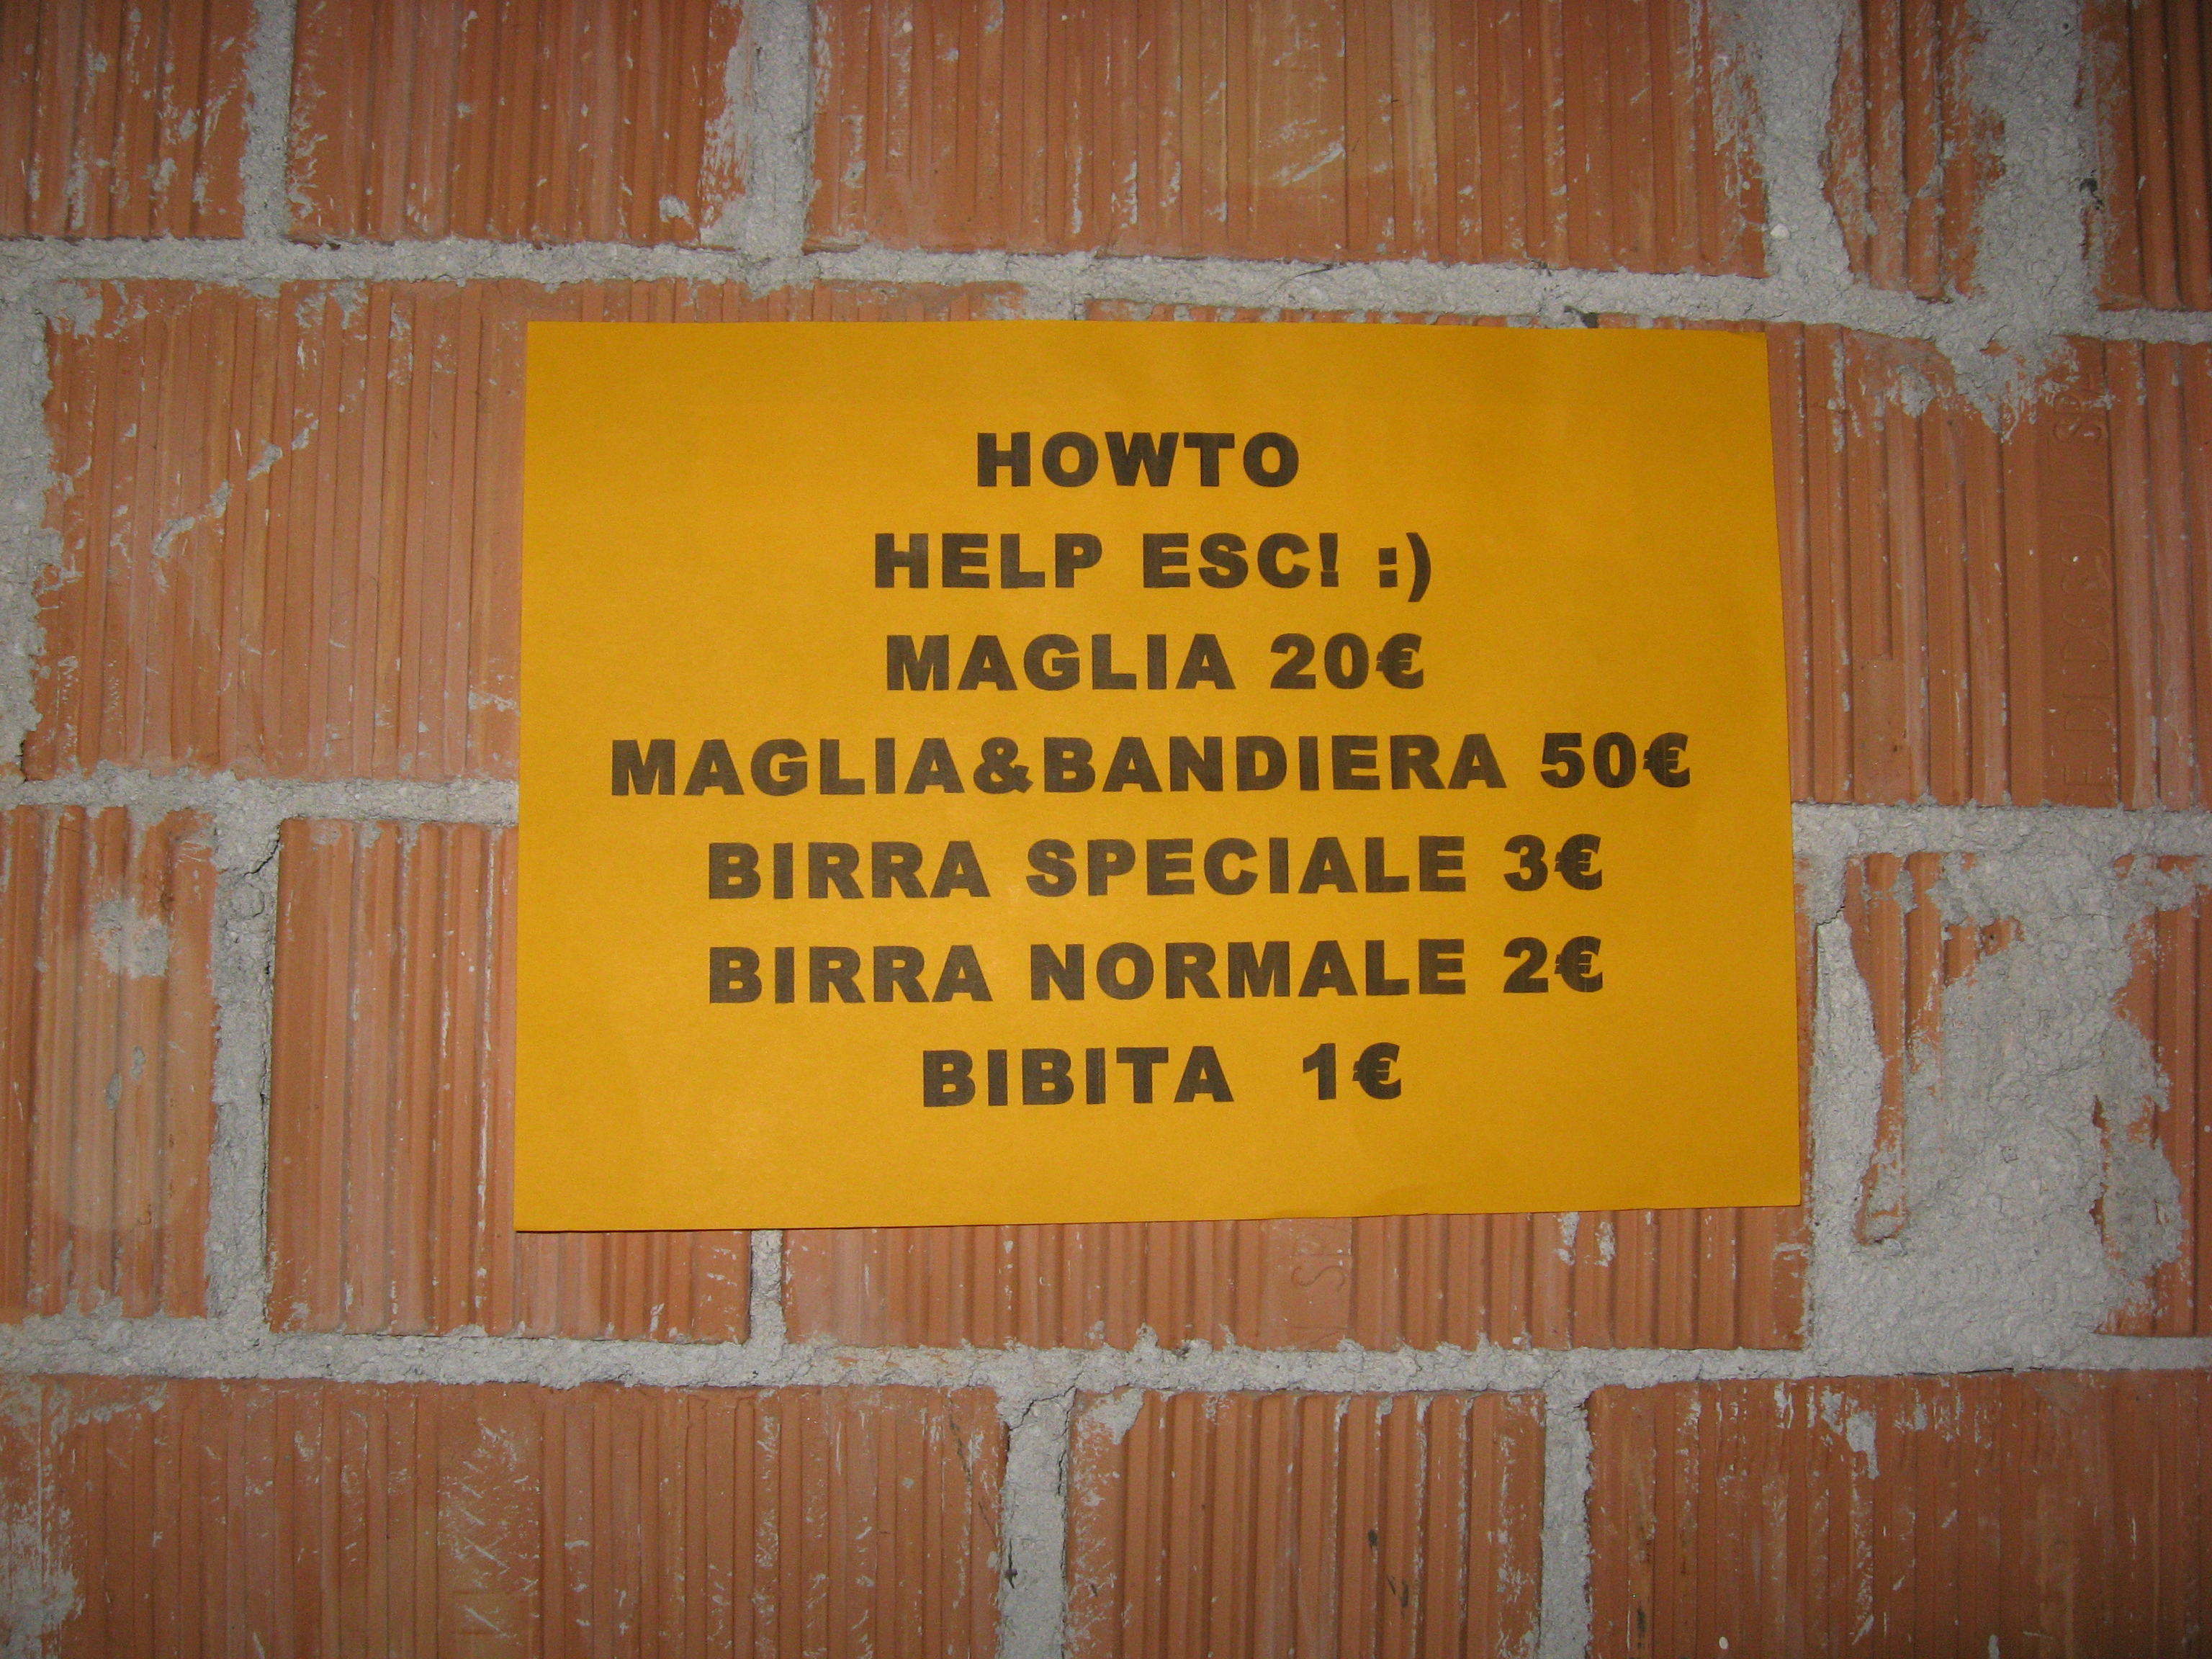 HOWTO
HELP ESC! :)
MAGLIA 20€
MAGLIA&BANDIERA 50€
BIRRA SPECIALE 3€
BIRRA NORMALE 2€
BIBITA 1€